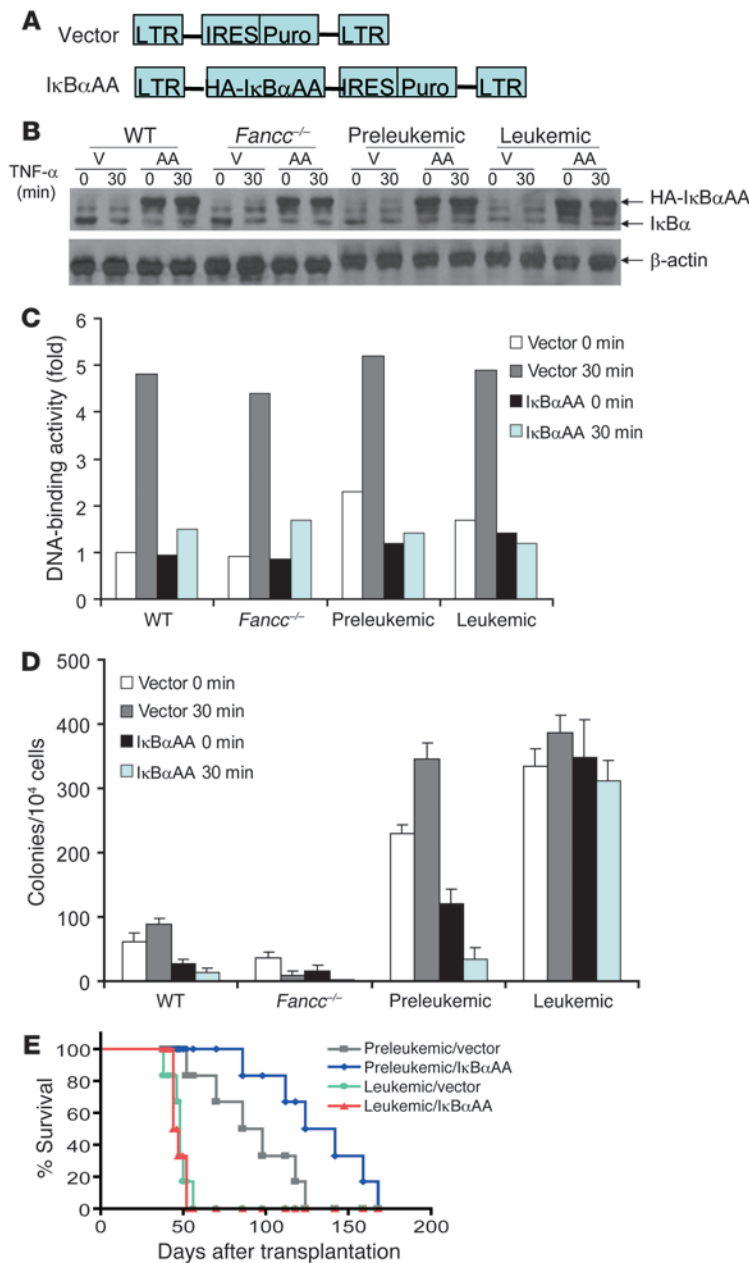 A
Vector LTR IRES Puro LTR
IκBαAA LTR HA-IκBαAA IRES Puro LTR
B
WT Fancc–/– Preleukemic Leukemic
V AA V AA V AA V AA
TNF-α (min) 0 30 0 30 0 30 0 30 0 30 0 30 0 30 0 30
HA-IκBαAA
IκBα
β-actin
C
DNA-binding activity (fold)
6
5
4
3
2
1
0
Vector 0 min
Vector 30 min
IκBαAA 0 min
IκBαAA 30 min
WT Fancc–/– Preleukemic Leukemic
D
Colonies/10⁴ cells
500
400
300
200
100
0
Vector 0 min
Vector 30 min
IκBαAA 0 min
IκBαAA 30 min
WT Fancc–/– Preleukemic Leukemic
E
% Survival
100
80
60
40
20
0
Preleukemic/vector
Preleukemic/IκBαAA
Leukemic/vector
Leukemic/IκBαAA
0 50 100 150 200
Days after transplantation